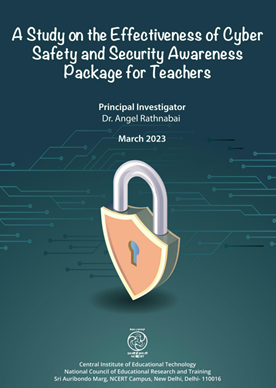 A Study on the Effectiveness of Cyber
Safety and Security Awareness
Package for Teachers
Principal Investigator
Dr. Angel Rathnabai
March 2023
Central Institute of Educational Technology
National Council of Educational Research and Training
Sri Auribondo Marg, NCERT Campus, New Delhi, Delhi- 110016